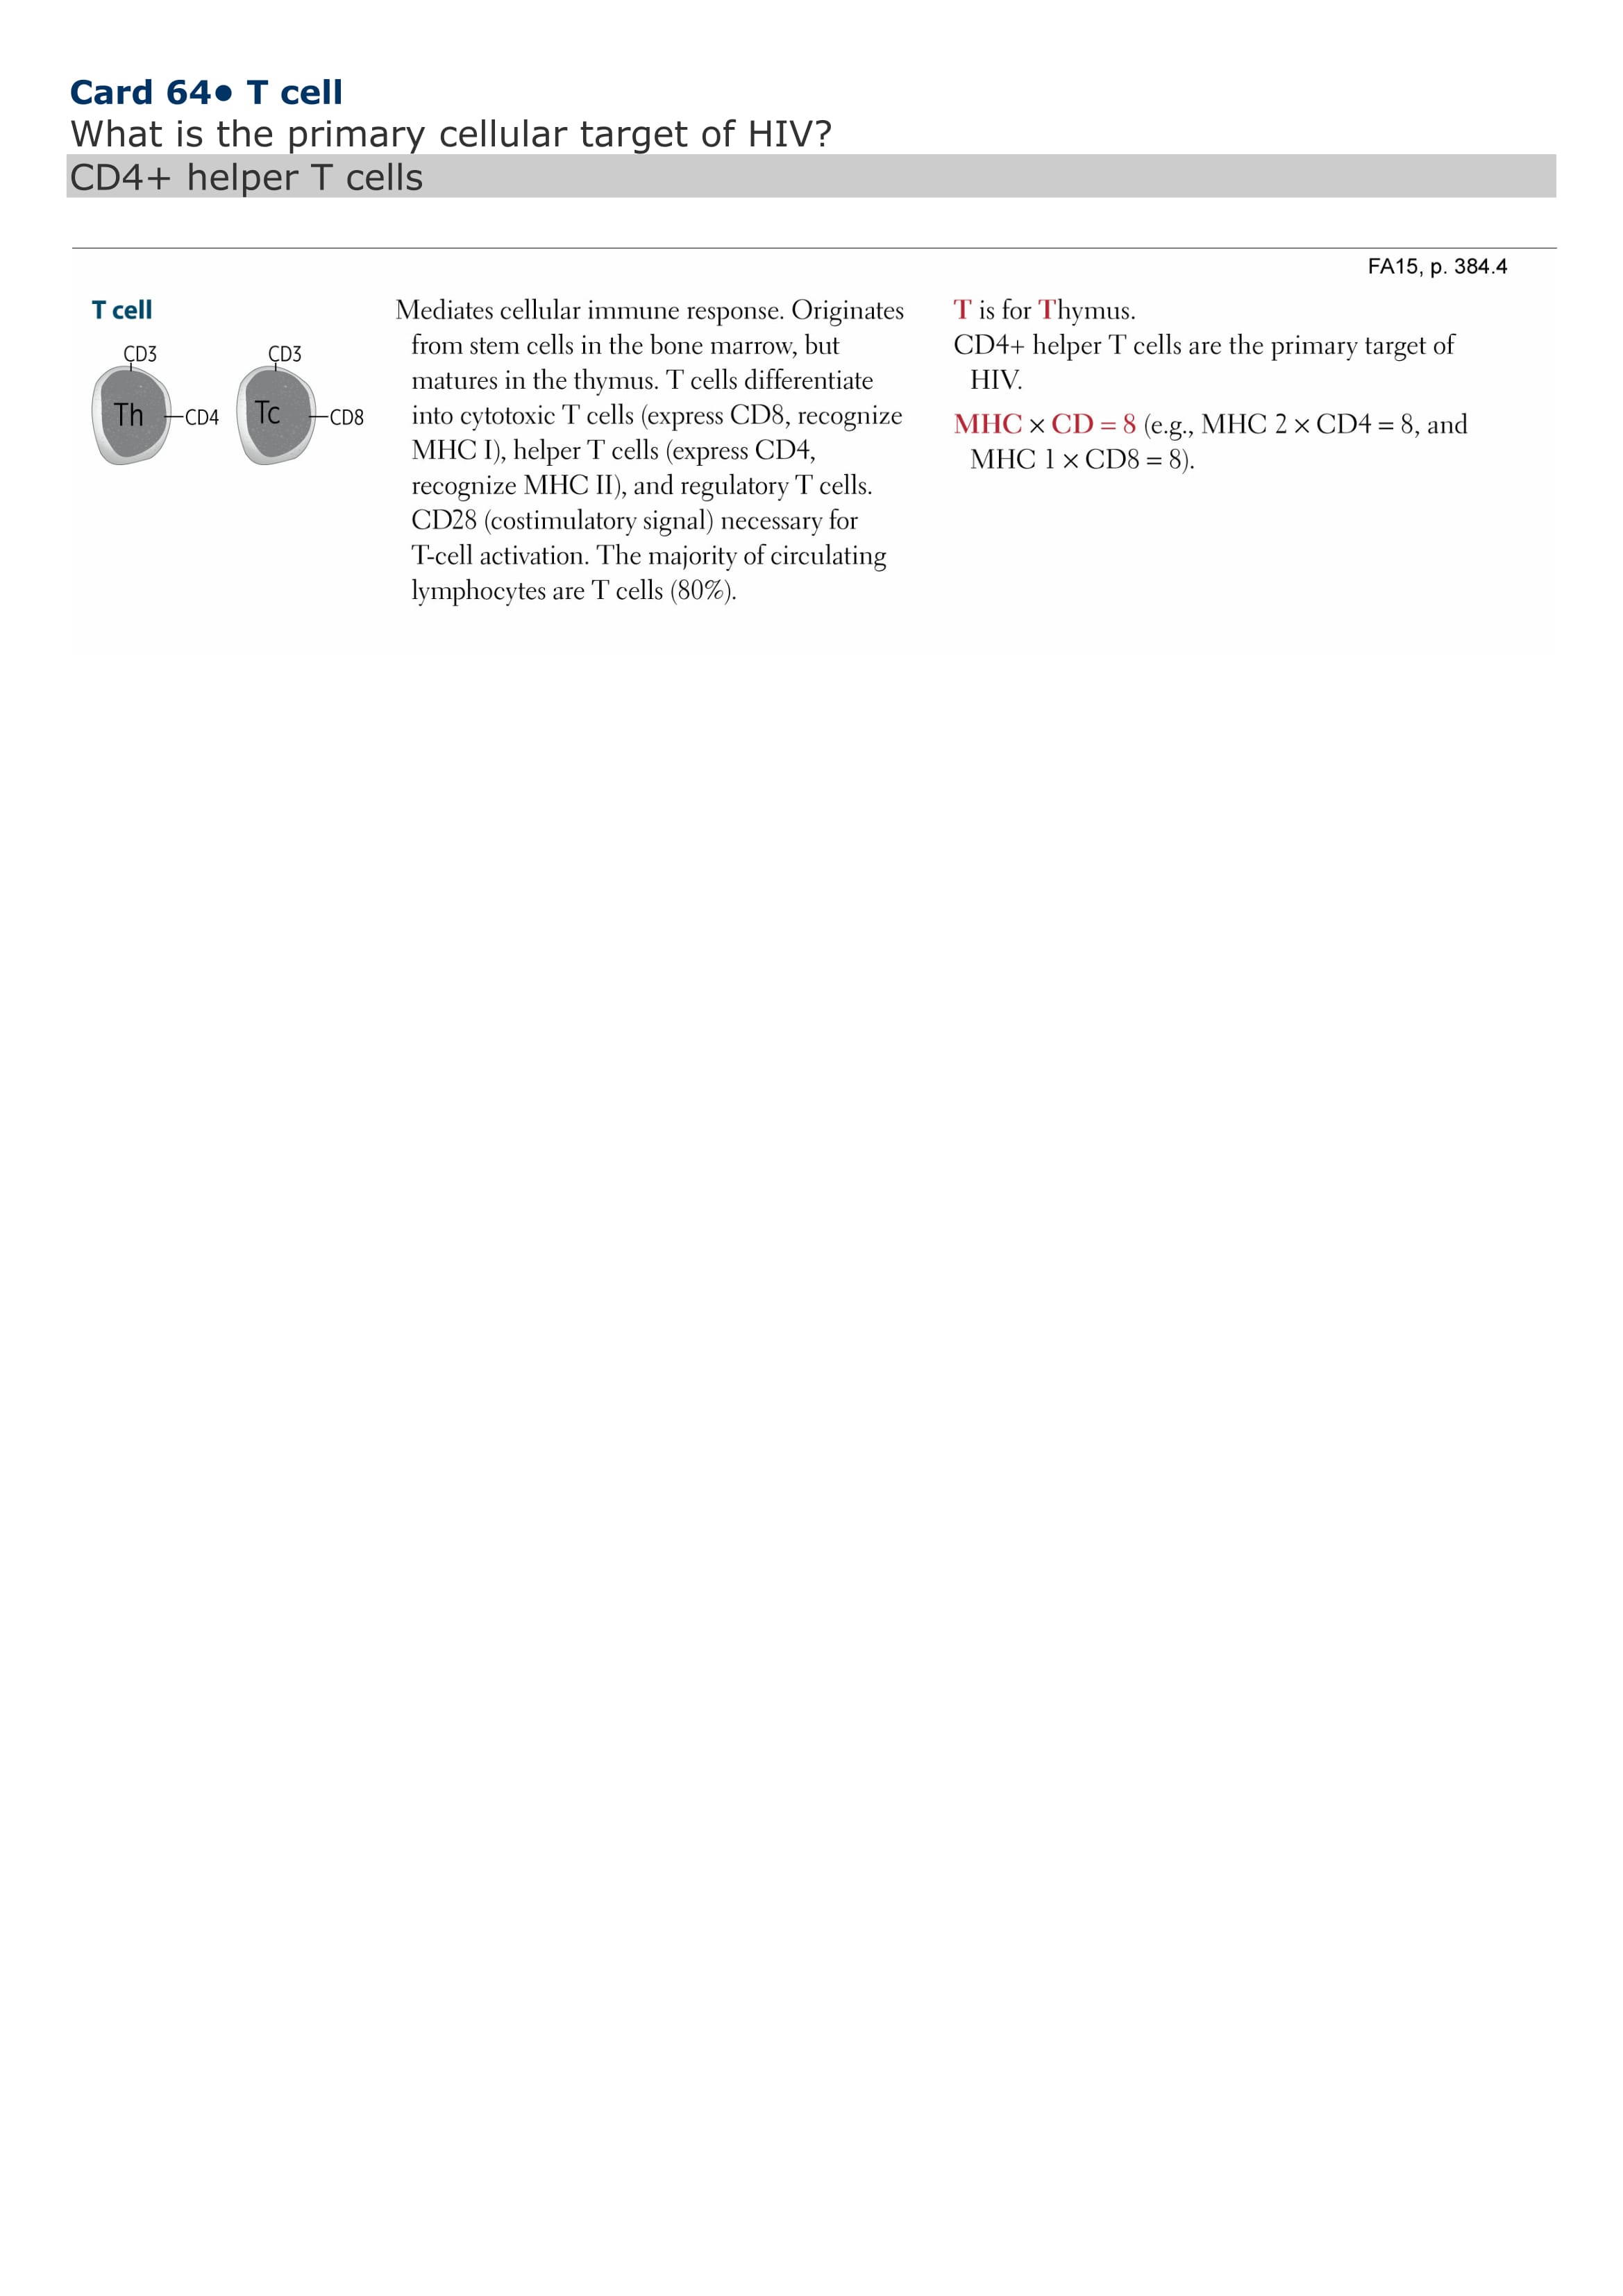 Card 64● T cell
What is the primary cellular target of HIV?
CD4+ helper T cells
FA15, p. 384.4
T cell
CD3
CD3
Th
CD4
Tc
CD8
Mediates cellular immune response. Originates
from stem cells in the bone marrow, but
matures in the thymus. T cells differentiate
into cytotoxic T cells (express CD8, recognize
MHC I), helper T cells (express CD4,
recognize MHC II), and regulatory T cells.
CD28 (costimulatory signal) necessary for
T-cell activation. The majority of circulating
lymphocytes are T cells (80%).
T is for Thymus.
CD4+ helper T cells are the primary target of
HIV.
MHC × CD = 8 (e.g., MHC 2 × CD4 = 8, and
MHC 1 × CD8 = 8).